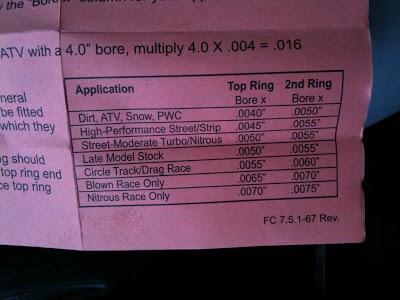 the "Bore x" column for your
ATV with a 4.0" bore, multiply 4.0 X .004 = .016
neral
be fitted
which they
ng should
top ring end
ce top ring
Application Top Ring 2nd Ring
Bore x Bore x
Dirt, ATV, Snow, PWC .0040" .0050"
High-Performance Street/Strip .0045" .0055"
Street-Moderate Turbo/Nitrous .0050" .0055"
Late Model Stock .0050" .0055"
Circle Track/Drag Race .0055" .0060"
Blown Race Only .0065" .0070"
Nitrous Race Only .0070" .0075"
FC 7.5.1-67 Rev.